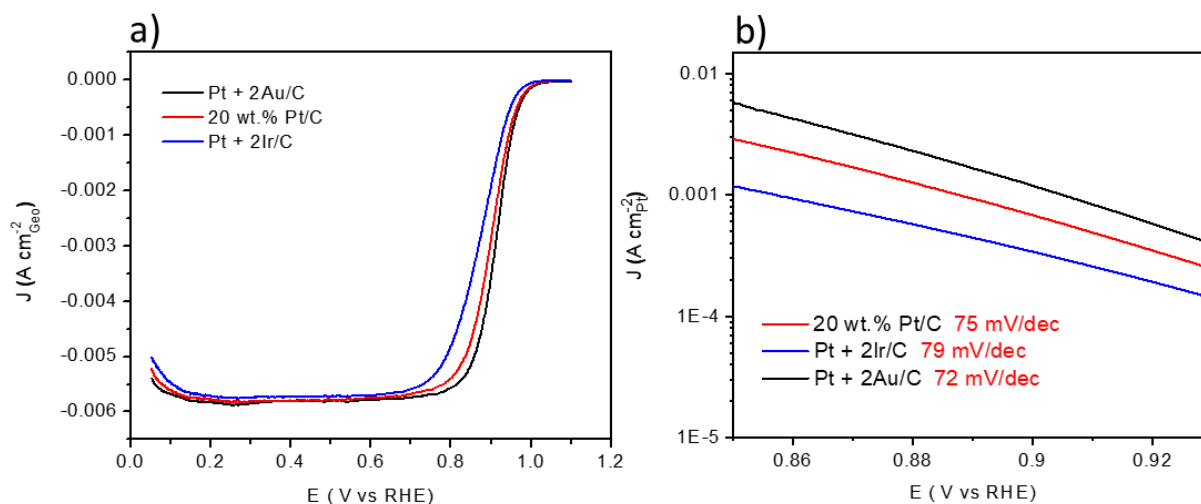 a)
0.000
-0.001
-0.002
-0.003
-0.004
-0.005
-0.006
J (A cm⁻²Geo)
Pt + 2Au/C
20 wt.% Pt/C
Pt + 2Ir/C
0.0 0.2 0.4 0.6 0.8 1.0 1.2
E ( V vs RHE)
b)
0.01
0.001
1E-4
1E-5
J (A cm⁻²Pt)
20 wt.% Pt/C 75 mV/dec
Pt + 2Ir/C 79 mV/dec
Pt + 2Au/C 72 mV/dec
0.86 0.88 0.9 0.92
E ( V vs RHE)